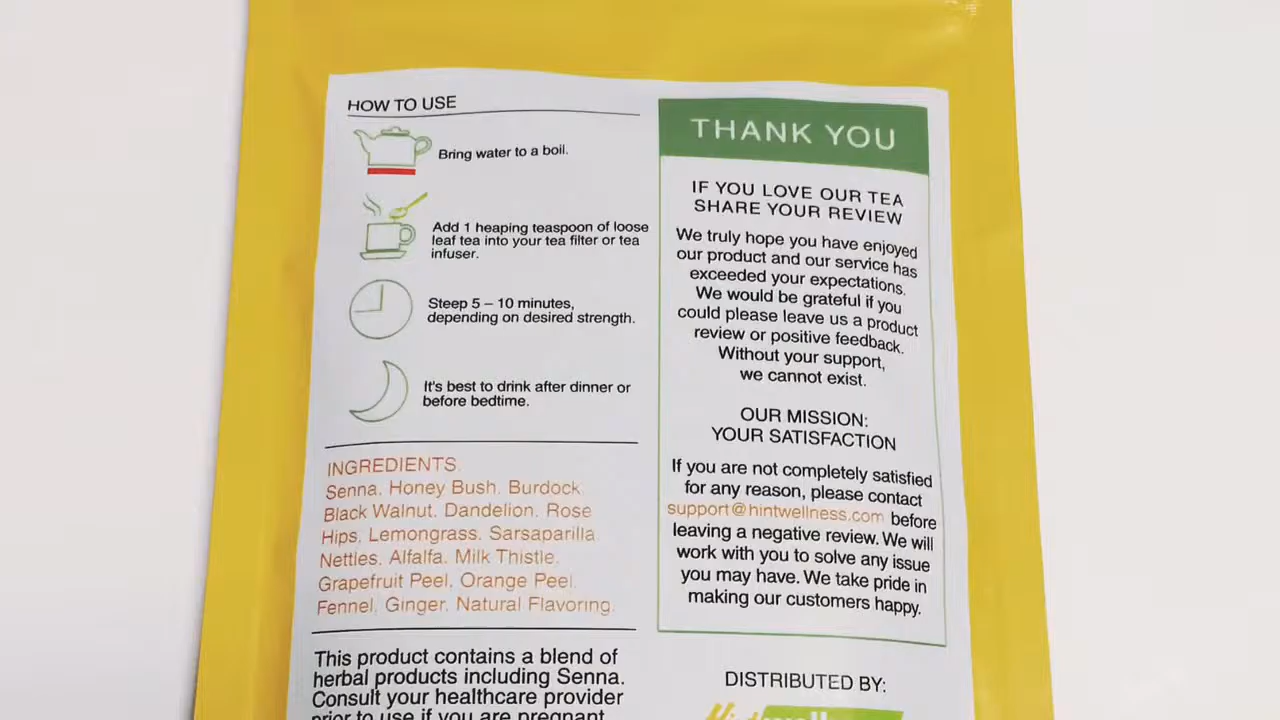 HOW TO USE
Bring water to a boil.
Add 1 heaping teaspoon of loose
leaf tea into your tea filter or tea
infuser.
Steep 5 – 10 minutes,
depending on desired strength.
It's best to drink after dinner or
before bedtime.
INGREDIENTS:
Senna, Honey Bush, Burdock,
Black Walnut, Dandelion, Rose
Hips, Lemongrass, Sarsaparilla,
Nettles, Alfalfa, Milk Thistle,
Grapefruit Peel, Orange Peel,
Fennel, Ginger, Natural Flavoring.
This product contains a blend of
herbal products including Senna.
Consult your healthcare provider
prior to use if you are pregnant
THANK YOU
IF YOU LOVE OUR TEA
SHARE YOUR REVIEW
We truly hope you have enjoyed
our product and our service has
exceeded your expectations.
We would be grateful if you
could please leave us a product
review or positive feedback.
Without your support,
we cannot exist.
OUR MISSION:
YOUR SATISFACTION
If you are not completely satisfied
for any reason, please contact
support@hintwellness.com before
leaving a negative review. We will
work with you to solve any issue
you may have. We take pride in
making our customers happy.
DISTRIBUTED BY: